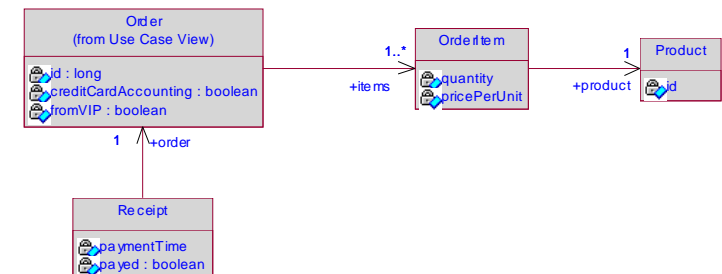 Order
(from Use Case View)
id : long
creditCardAccounting : boolean
fromVIP : boolean
1..*
+items
OrderItem
quantity
pricePerUnit
1
+product
Product
id
1
+order
Receipt
paymentTime
payed : boolean